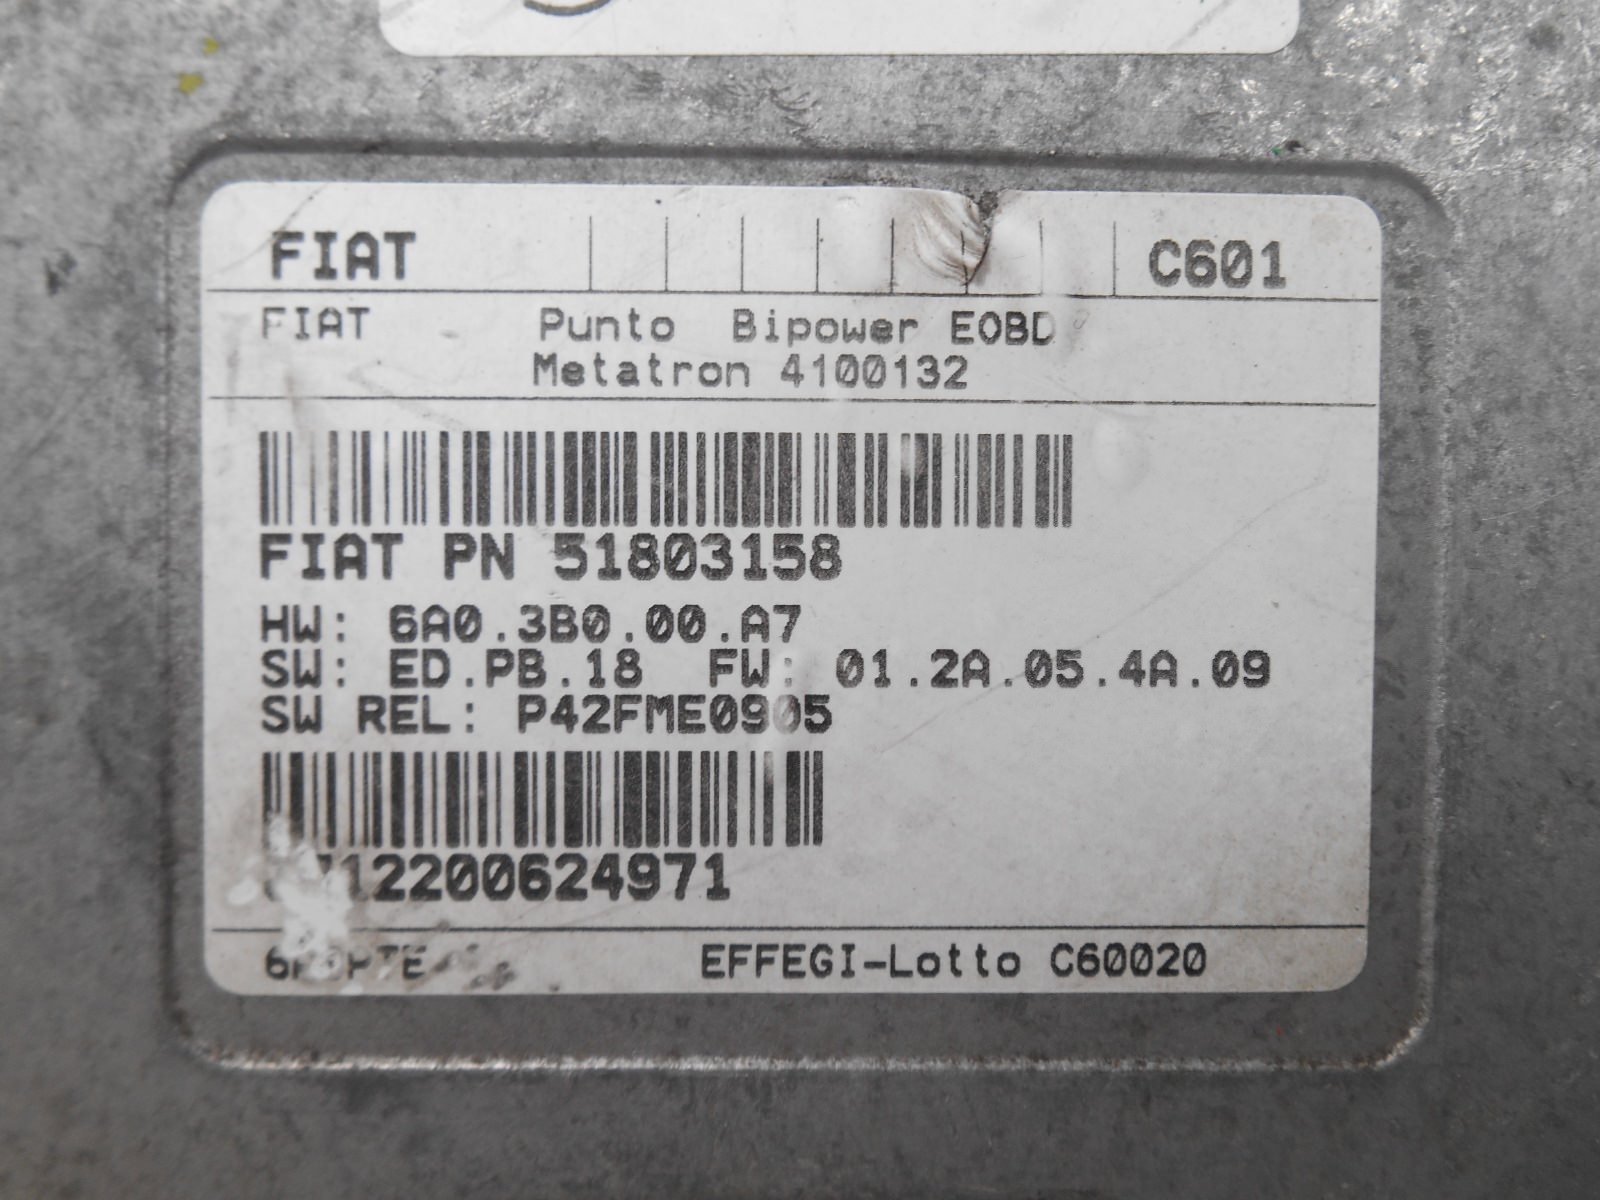 FIAT C601
FIAT Punto Bipower EOBD
Metatron 4100132
FIAT PN 51803158
HW: 6A0.3B0.00.A7
SW: ED.PB.18 FW: 01.2A.05.4A.09
SW REL: P42FME0905
EFFEGI-Lotto C60020